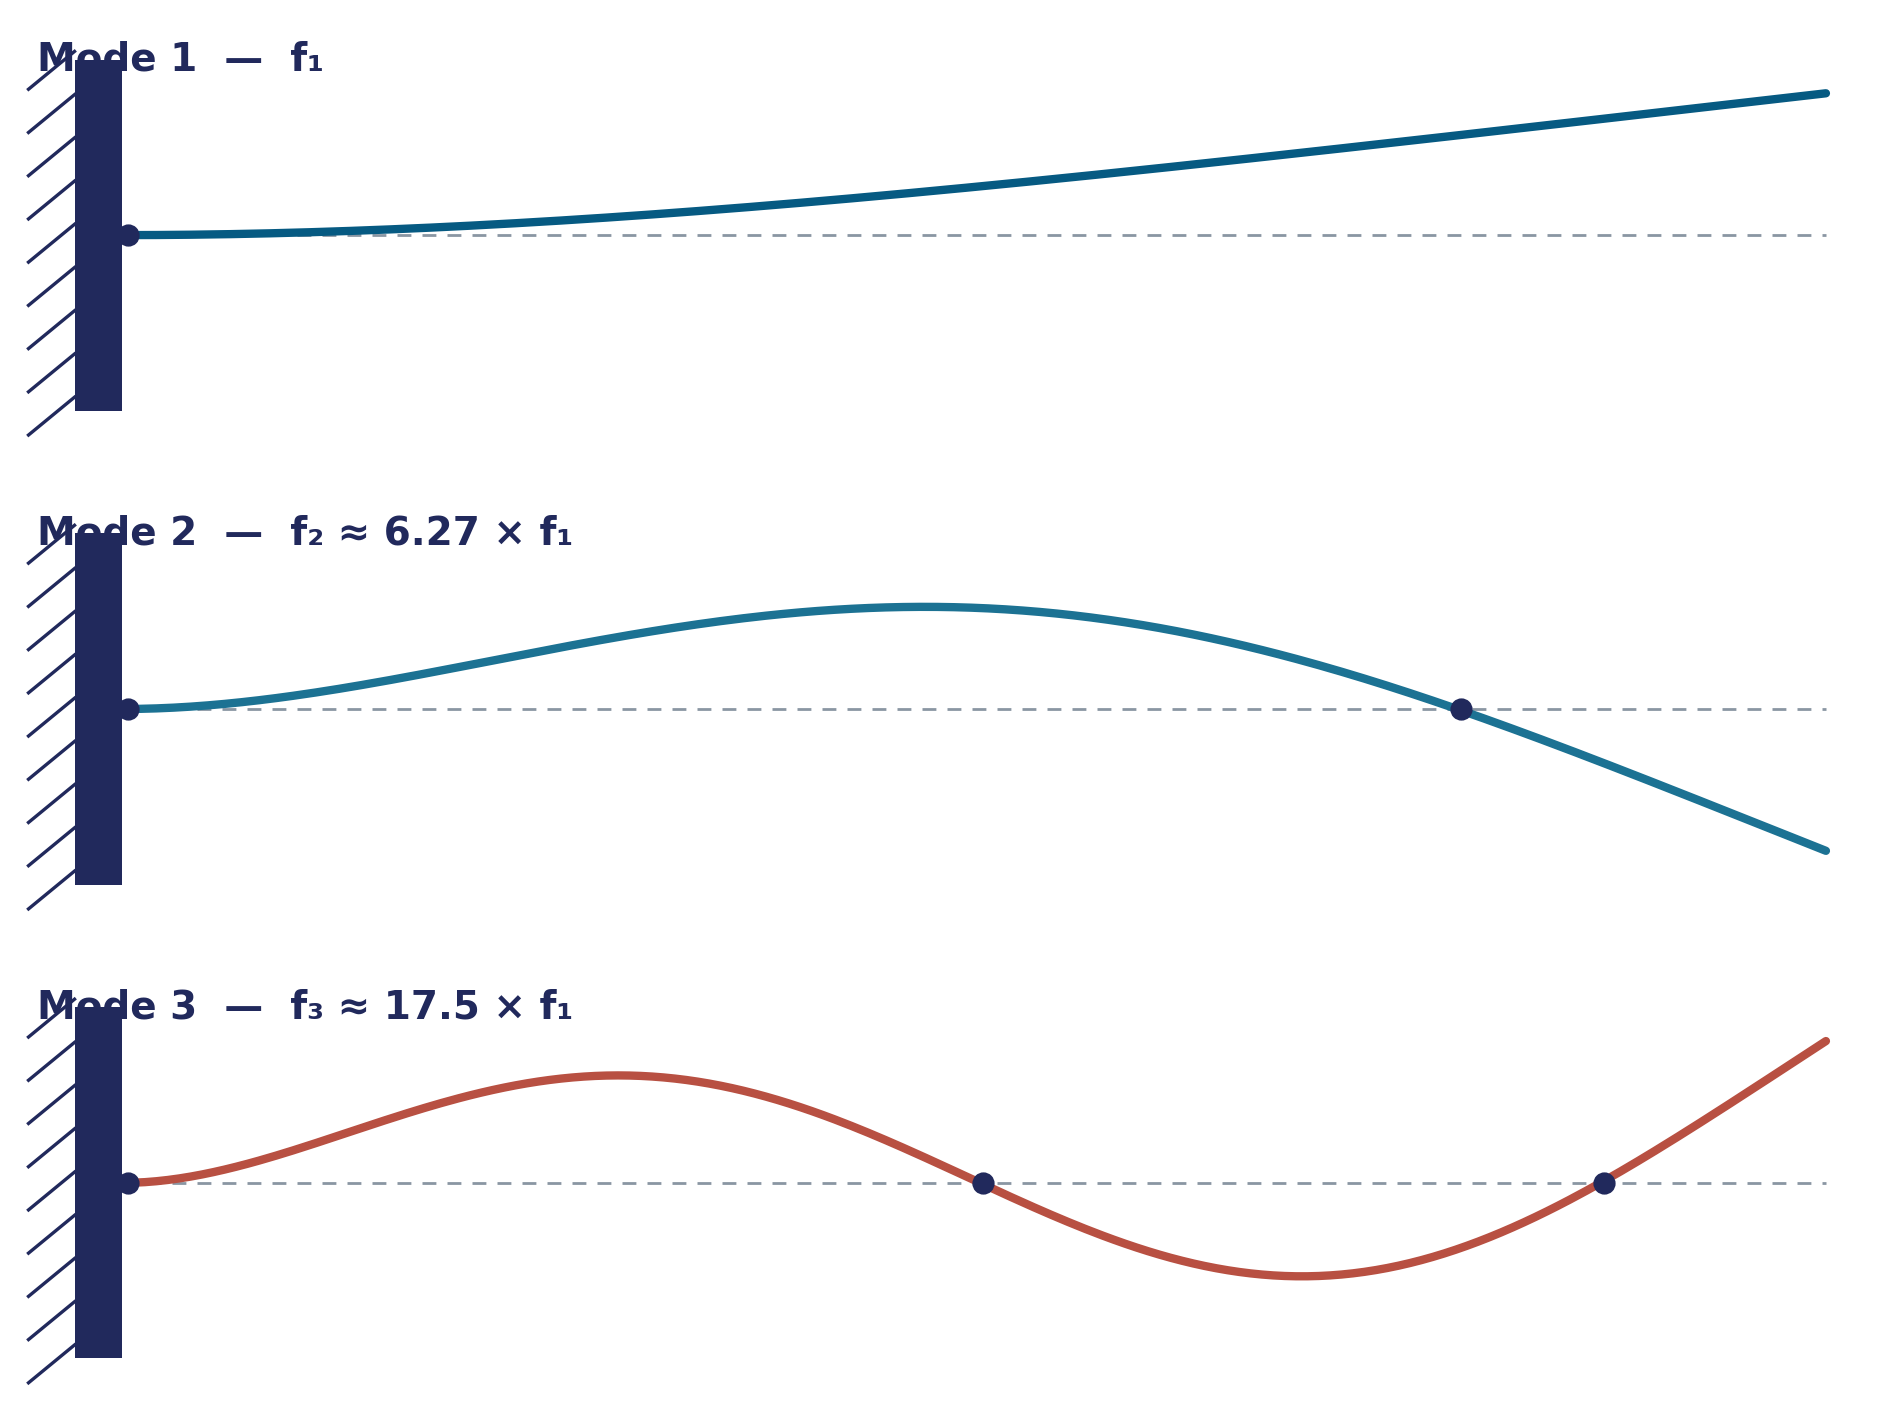 Mode 1 — f₁
Mode 2 — f₂ ≈ 6.27 × f₁
Mode 3 — f₃ ≈ 17.5 × f₁